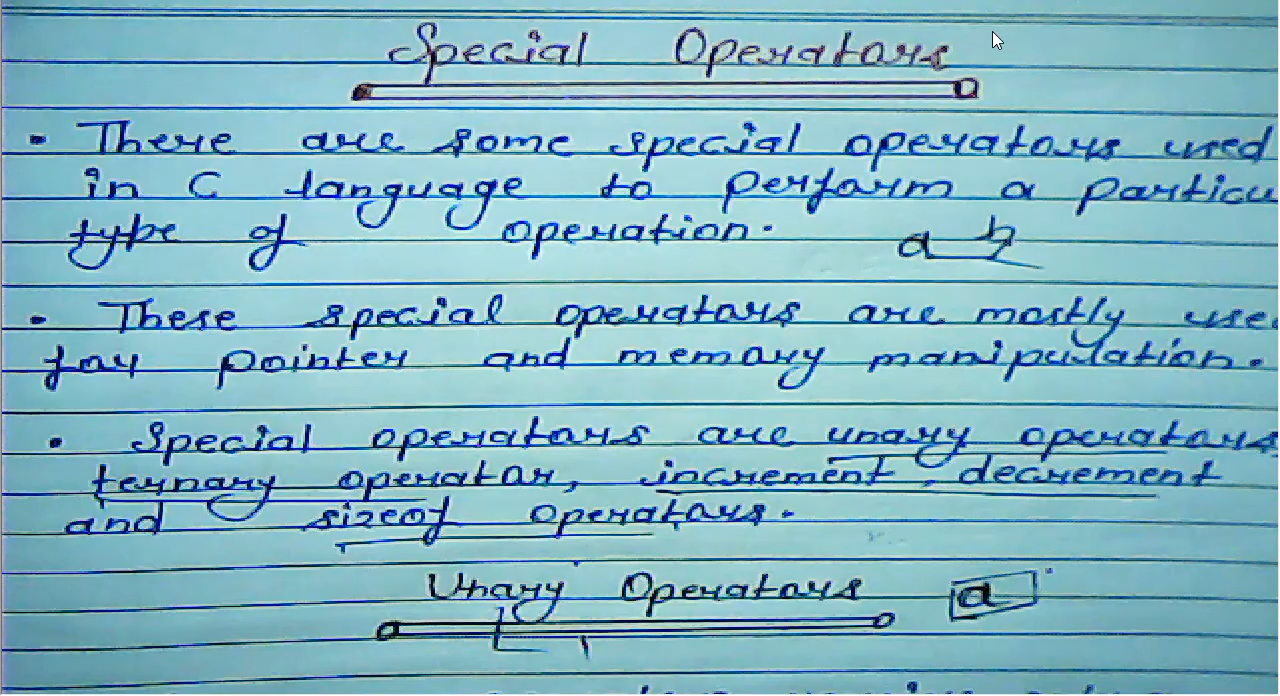 Special Operators
• There are some special operators used
in C language to perform a particu
type of operation. a b
• These special operators are mostly use
for pointer and memory manipulation.
• Special operators are unary operators
ternary operator, increment, decrement
and sizeof operators.
Unary Operators a